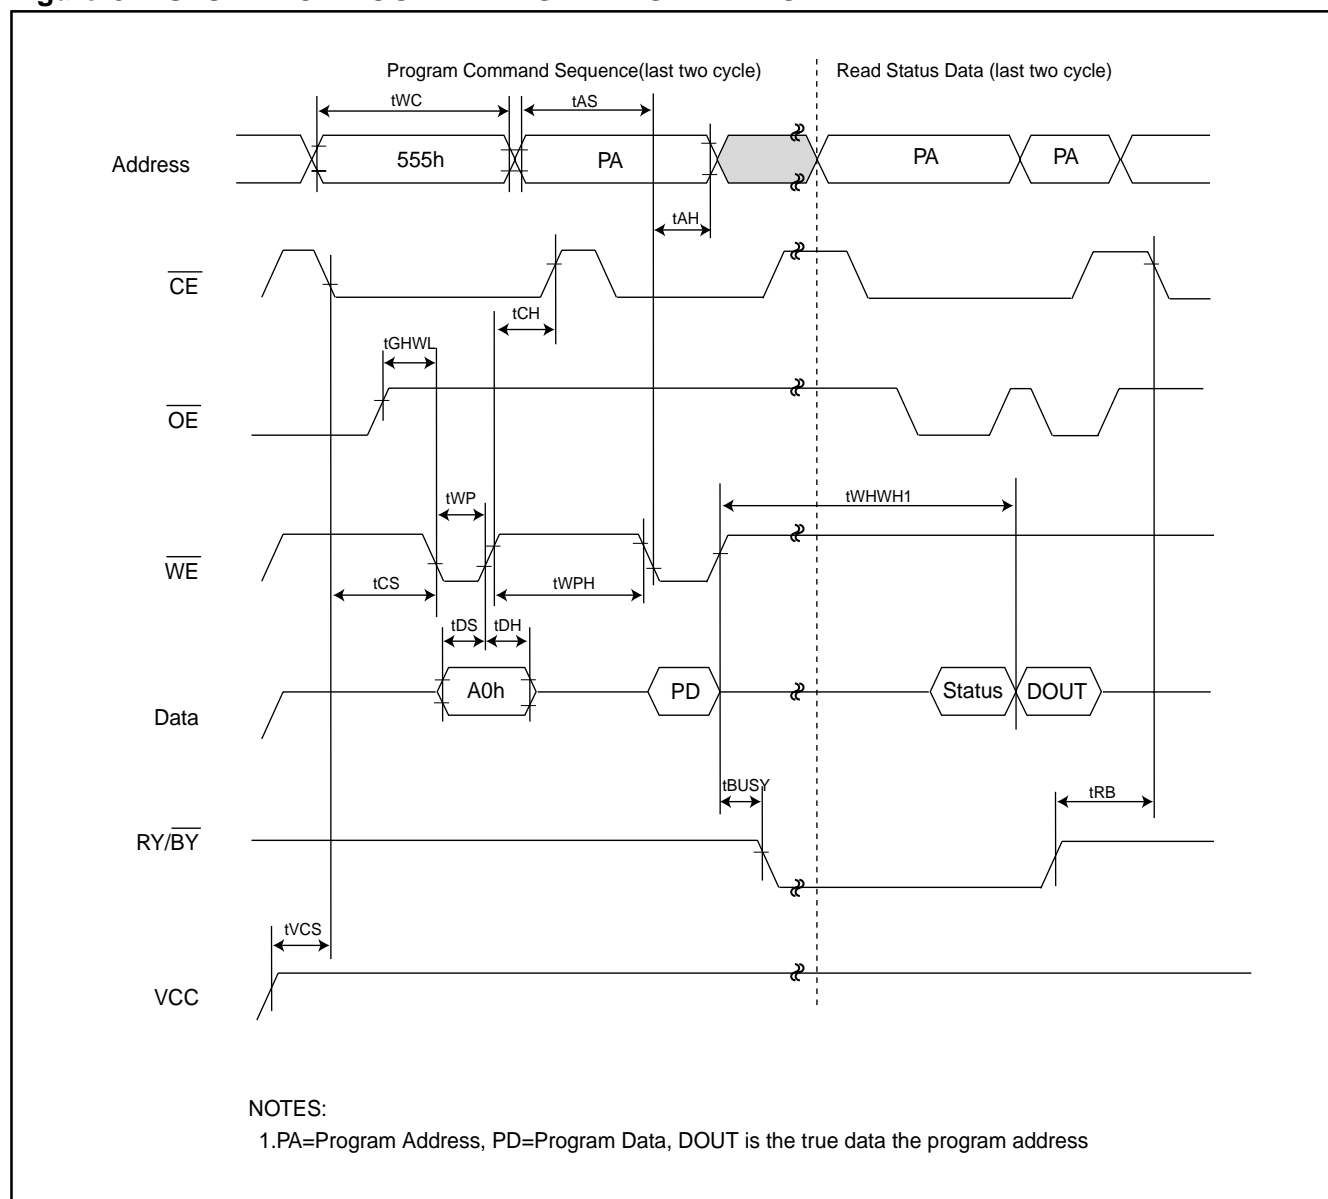 Program Command Sequence(last two cycle)
Read Status Data (last two cycle)
tWC
tAS
Address
555h
PA
PA
PA
tAH
CE
tCH
tGHWL
OE
tWP
tWHWH1
WE
tCS
tWPH
tDS
tDH
A0h
PD
Status
DOUT
Data
tBUSY
tRB
RY/BY
tVCS
VCC
NOTES:
1.PA=Program Address, PD=Program Data, DOUT is the true data the program address